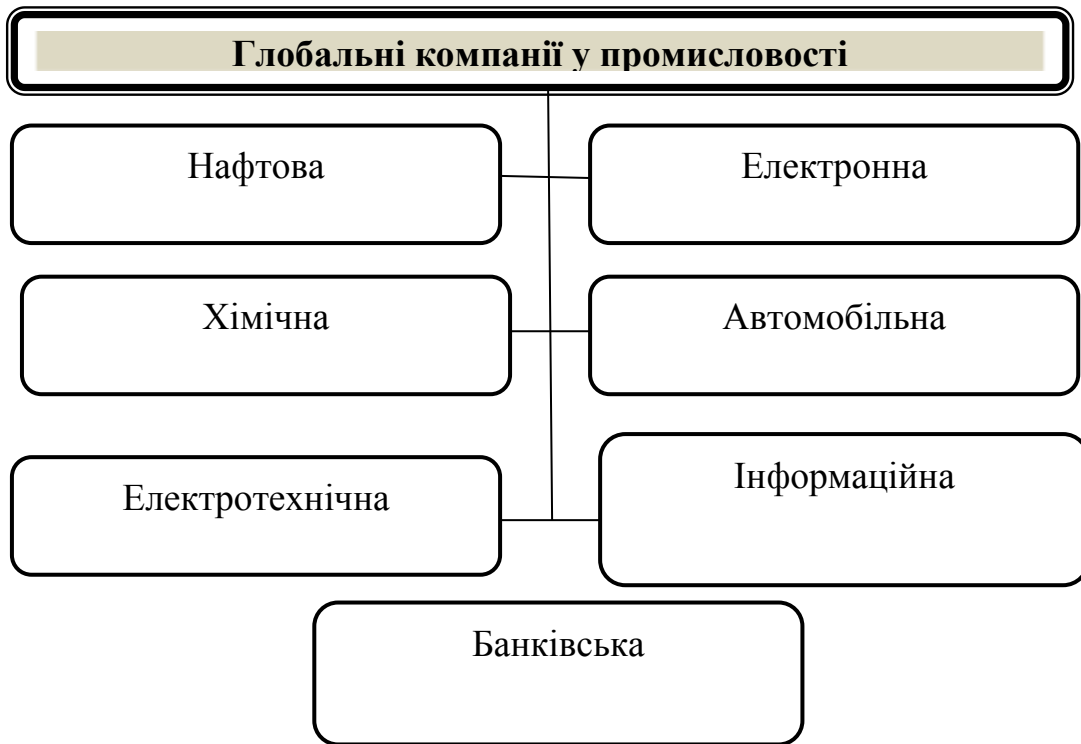 Глобальні компанії у промисловості
Нафтова
Електронна
Хімічна
Автомобільна
Електротехнічна
Інформаційна
Банківська